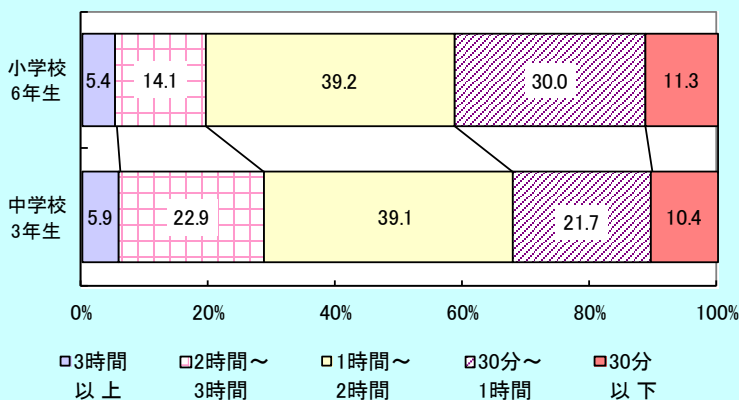 小学校
6年生
5.4
14.1
39.2
30.0
11.3
中学校
3年生
5.9
22.9
39.1
21.7
10.4
0%
20%
40%
60%
80%
100%
3時間
以 上
2時間～
3時間
1時間～
2時間
30分～
1時間
30分
以 下